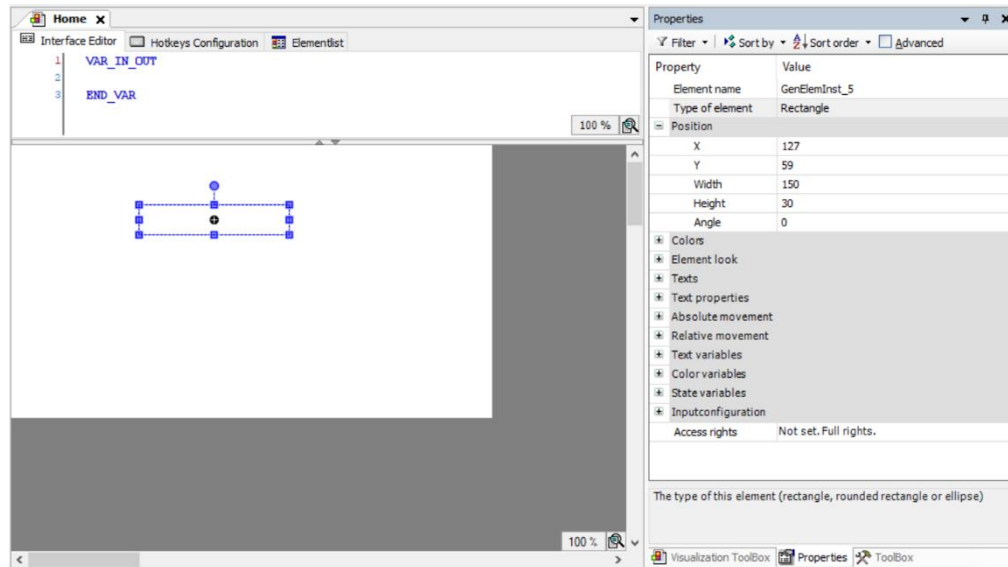 Home
Interface Editor Hotkeys Configuration Elementlist
1 VAR_IN_OUT
2
3 END_VAR
100 %
100 %
Properties
Filter Sort by Sort order Advanced
Property Value
Element name GenElemInst_5
Type of element Rectangle
Position
X 127
Y 59
Width 150
Height 30
Angle 0
Colors
Element look
Texts
Text properties
Absolute movement
Relative movement
Text variables
Color variables
State variables
Inputconfiguration
Access rights Not set. Full rights.
The type of this element (rectangle, rounded rectangle or ellipse)
Visualization ToolBox Properties ToolBox